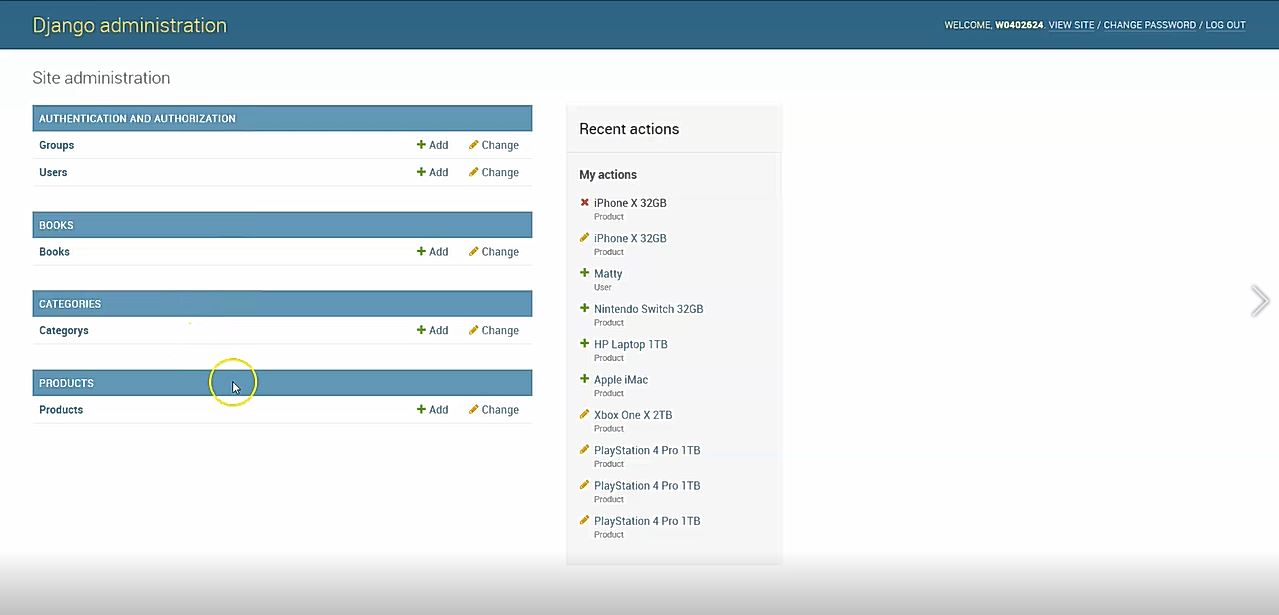 Django administration
WELCOME, W0402624. VIEW SITE / CHANGE PASSWORD / LOG OUT
Site administration
AUTHENTICATION AND AUTHORIZATION
Groups Add Change
Users Add Change
BOOKS
Books Add Change
CATEGORIES
Categorys Add Change
PRODUCTS
Products Add Change
Recent actions
My actions
iPhone X 32GB
Product
iPhone X 32GB
Product
Matty
User
Nintendo Switch 32GB
Product
HP Laptop 1TB
Product
Apple iMac
Product
Xbox One X 2TB
Product
PlayStation 4 Pro 1TB
Product
PlayStation 4 Pro 1TB
Product
PlayStation 4 Pro 1TB
Product